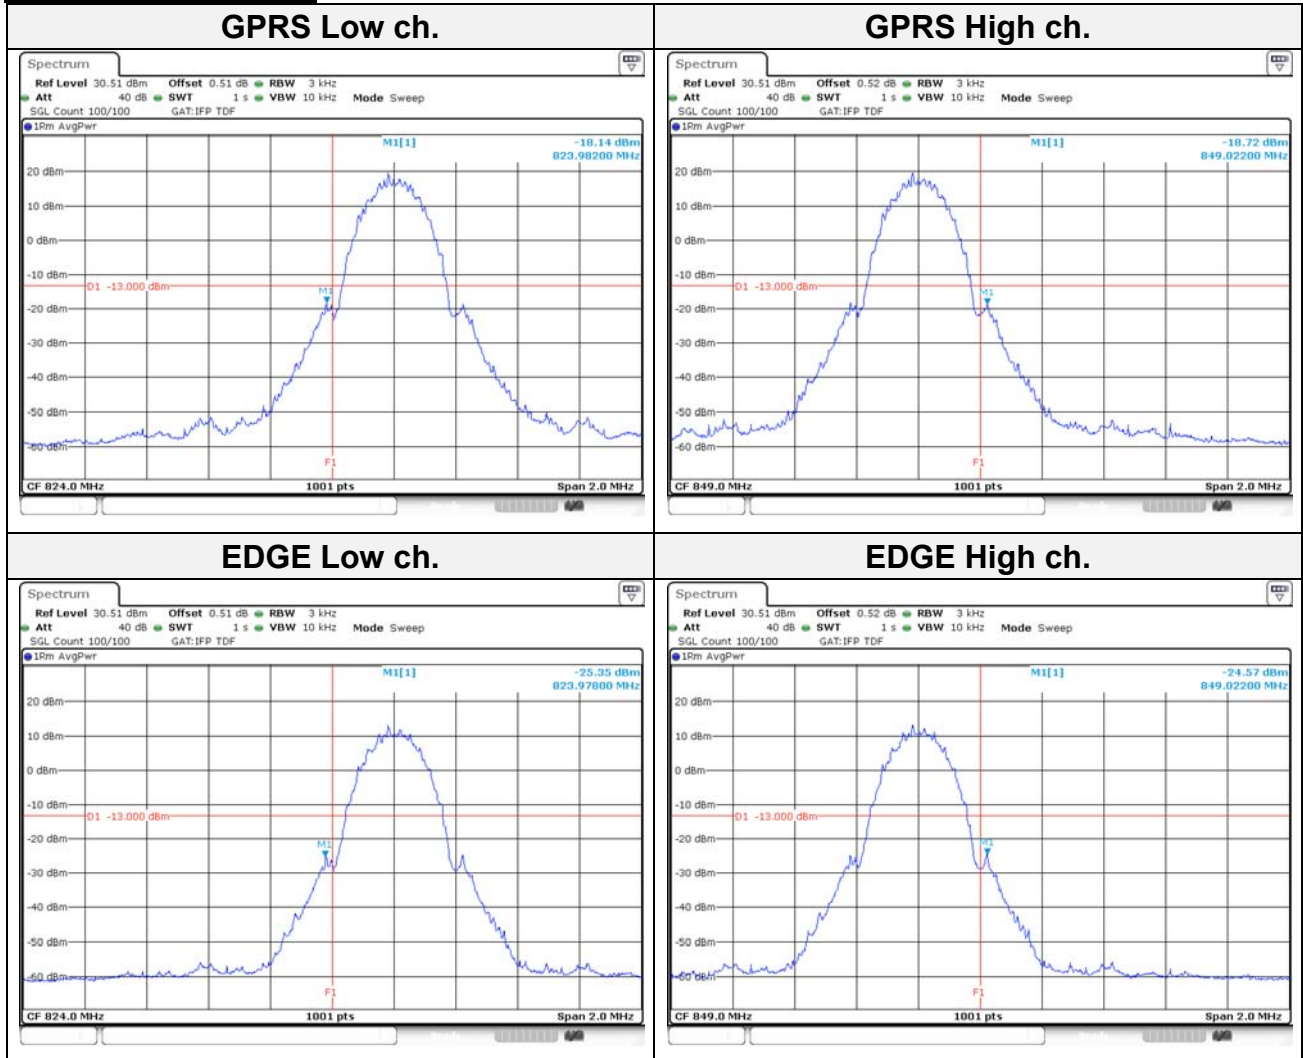 GPRS Low ch.
GPRS High ch.
Spectrum
Ref Level 30.51 dBm Offset 0.51 dB RBW 3 kHz
Att 40 dB SWT 1 s VBW 10 kHz Mode Sweep
SGL Count 100/100 GAT:IFP TDF
1Rm AvgPwr
M1[1] -18.14 dBm
823.98200 MHz
20 dBm
10 dBm
0 dBm
-10 dBm
D1 -13.000 dBm
M1
-20 dBm
-30 dBm
-40 dBm
-50 dBm
-60 dBm
F1
CF 824.0 MHz 1001 pts Span 2.0 MHz
Spectrum
Ref Level 30.51 dBm Offset 0.52 dB RBW 3 kHz
Att 40 dB SWT 1 s VBW 10 kHz Mode Sweep
SGL Count 100/100 GAT:IFP TDF
1Rm AvgPwr
M1[1] -18.72 dBm
849.02200 MHz
20 dBm
10 dBm
0 dBm
-10 dBm
D1 -13.000 dBm
M1
-20 dBm
-30 dBm
-40 dBm
-50 dBm
-60 dBm
F1
CF 849.0 MHz 1001 pts Span 2.0 MHz
EDGE Low ch.
EDGE High ch.
Spectrum
Ref Level 30.51 dBm Offset 0.51 dB RBW 3 kHz
Att 40 dB SWT 1 s VBW 10 kHz Mode Sweep
SGL Count 100/100 GAT:IFP TDF
1Rm AvgPwr
M1[1] -25.35 dBm
823.97800 MHz
20 dBm
10 dBm
0 dBm
-10 dBm
D1 -13.000 dBm
-20 dBm
M1
-30 dBm
-40 dBm
-50 dBm
-60 dBm
F1
CF 824.0 MHz 1001 pts Span 2.0 MHz
Spectrum
Ref Level 30.51 dBm Offset 0.52 dB RBW 3 kHz
Att 40 dB SWT 1 s VBW 10 kHz Mode Sweep
SGL Count 100/100 GAT:IFP TDF
1Rm AvgPwr
M1[1] -24.57 dBm
849.02200 MHz
20 dBm
10 dBm
0 dBm
-10 dBm
D1 -13.000 dBm
-20 dBm
M1
-30 dBm
-40 dBm
-50 dBm
-60 dBm
F1
CF 849.0 MHz 1001 pts Span 2.0 MHz